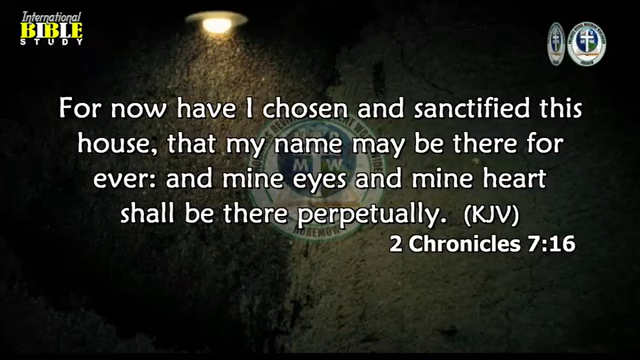 International
BIBLE
STUDY
For now have I chosen and sanctified this
house, that my name may be there for
ever: and mine eyes and mine heart
shall be there perpetually. (KJV)
2 Chronicles 7:16